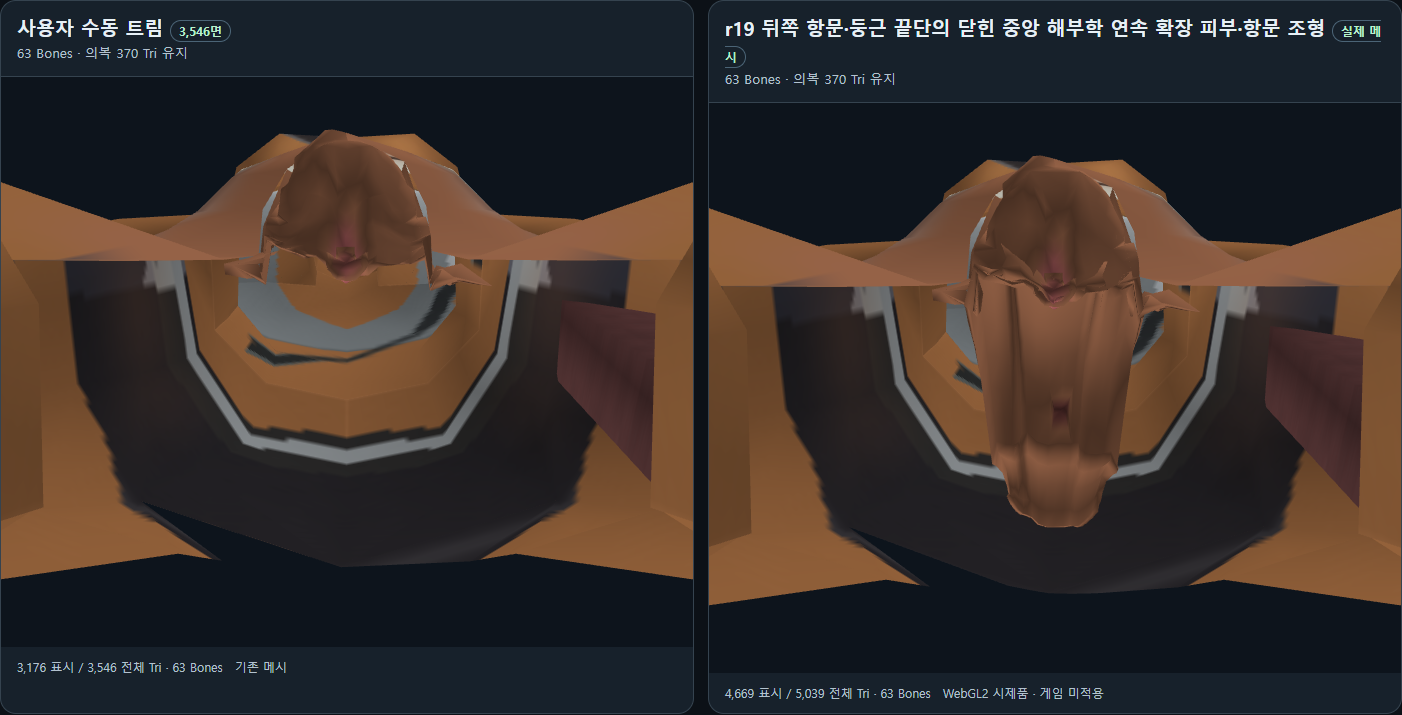 사용자 수동 트림 3,546면
63 Bones · 의복 370 Tri 유지
3,176 표시 / 3,546 전체 Tri · 63 Bones 기존 메시
r19 뒤쪽 항문·둥근 끝단의 닫힌 중앙 해부학 연속 확장 피부·항문 조형 실제 메
시
63 Bones · 의복 370 Tri 유지
4,669 표시 / 5,039 전체 Tri · 63 Bones WebGL2 시제품 · 게임 미적용